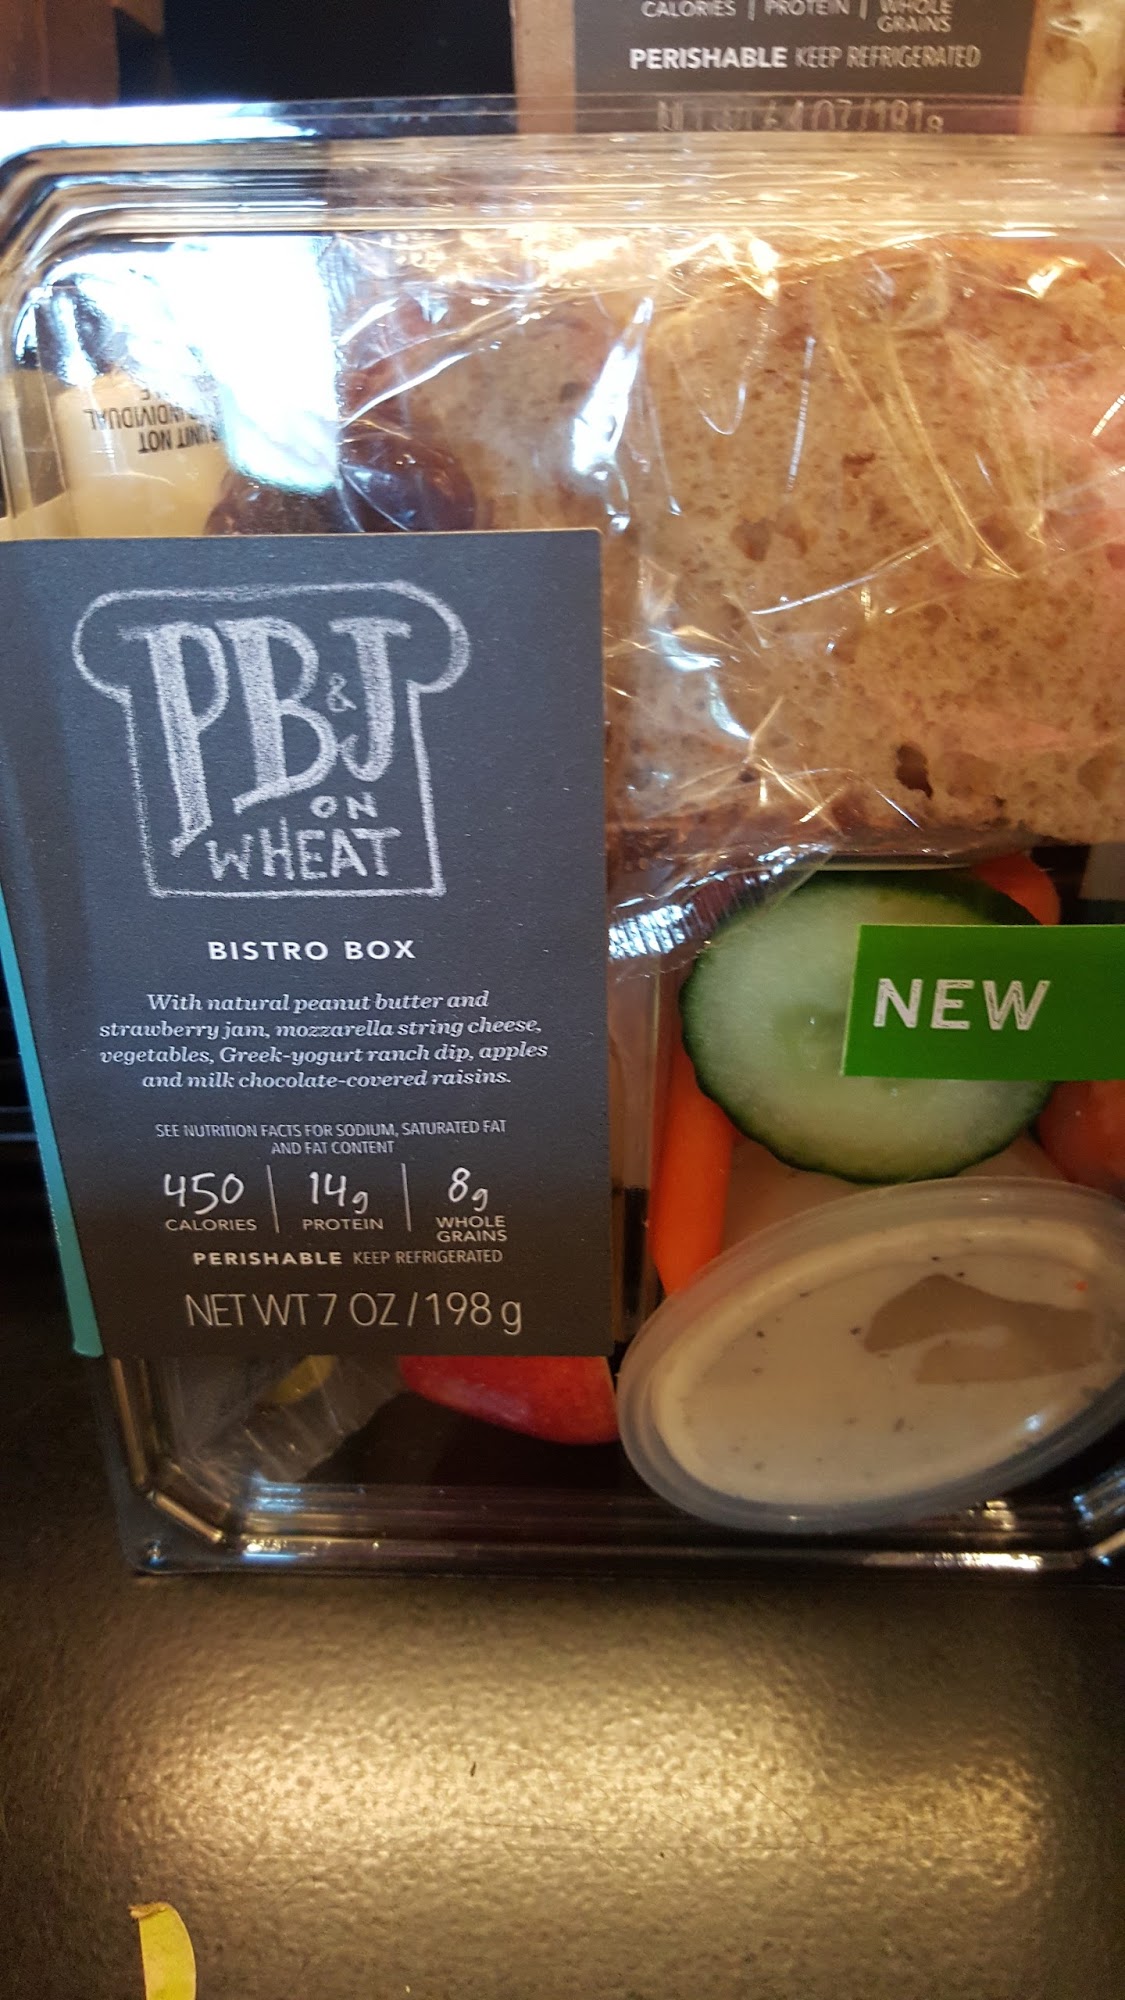 CALORIES | PROTEIN | WHOLE
GRAINS
PERISHABLE KEEP REFRIGERATED
UNIT NOT
INDIVIDUAL
PB&J
ON
WHEAT
BISTRO BOX
With natural peanut butter and
strawberry jam, mozzarella string cheese,
vegetables, Greek-yogurt ranch dip, apples
and milk chocolate-covered raisins.
SEE NUTRITION FACTS FOR SODIUM, SATURATED FAT
AND FAT CONTENT
450 | 14g | 8g
CALORIES | PROTEIN | WHOLE
GRAINS
PERISHABLE KEEP REFRIGERATED
NET WT 7 OZ / 198 g
NEW